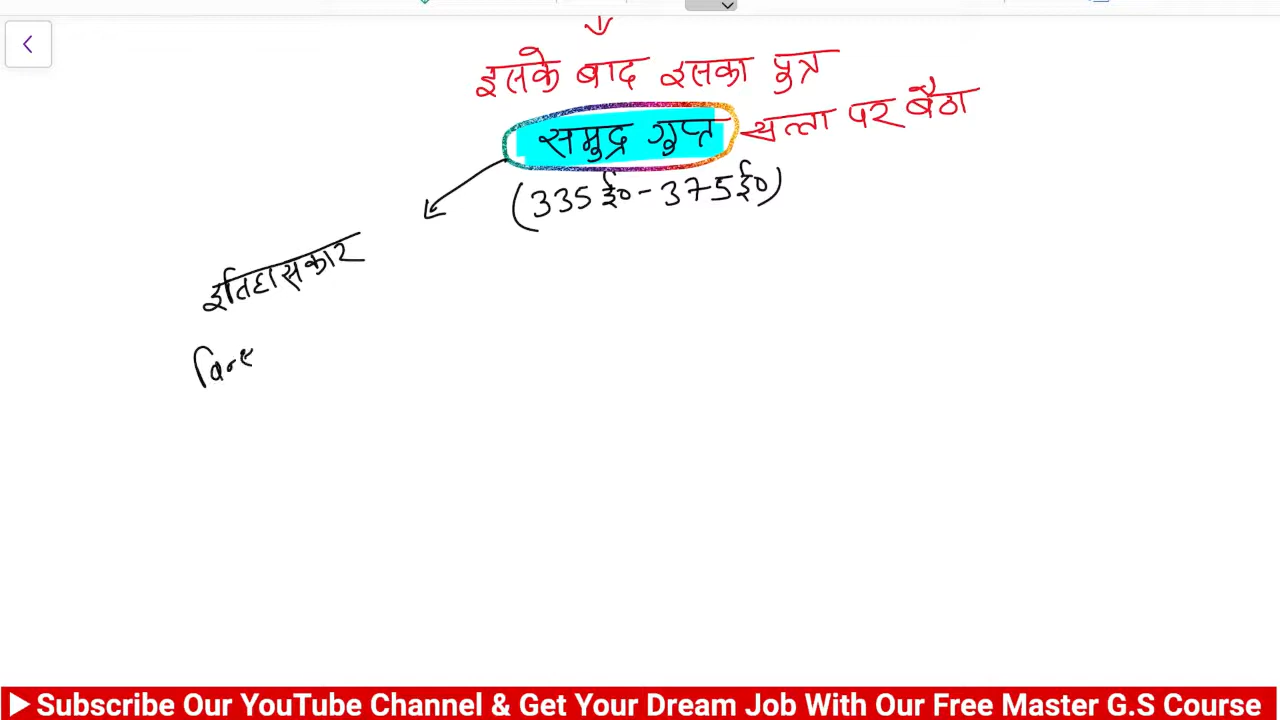 इसके बाद इसका पुत्र
समुद्र गुप्त सत्ता पर बैठा
(335 ई० - 375 ई०)
इतिहासकार
▶ Subscribe Our YouTube Channel & Get Your Dream Job With Our Free Master G.S Course